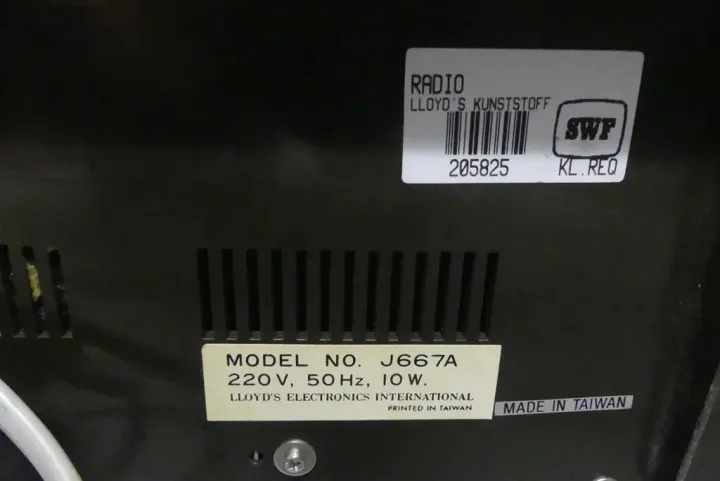 RADIO
LLOYD'S KUNSTSTOFF
SWF
205825
KL.REQ
MODEL NO. J667A
220V, 50Hz, 10W.
LLOYD'S ELECTRONICS INTERNATIONAL
PRINTED IN TAIWAN
MADE IN TAIWAN